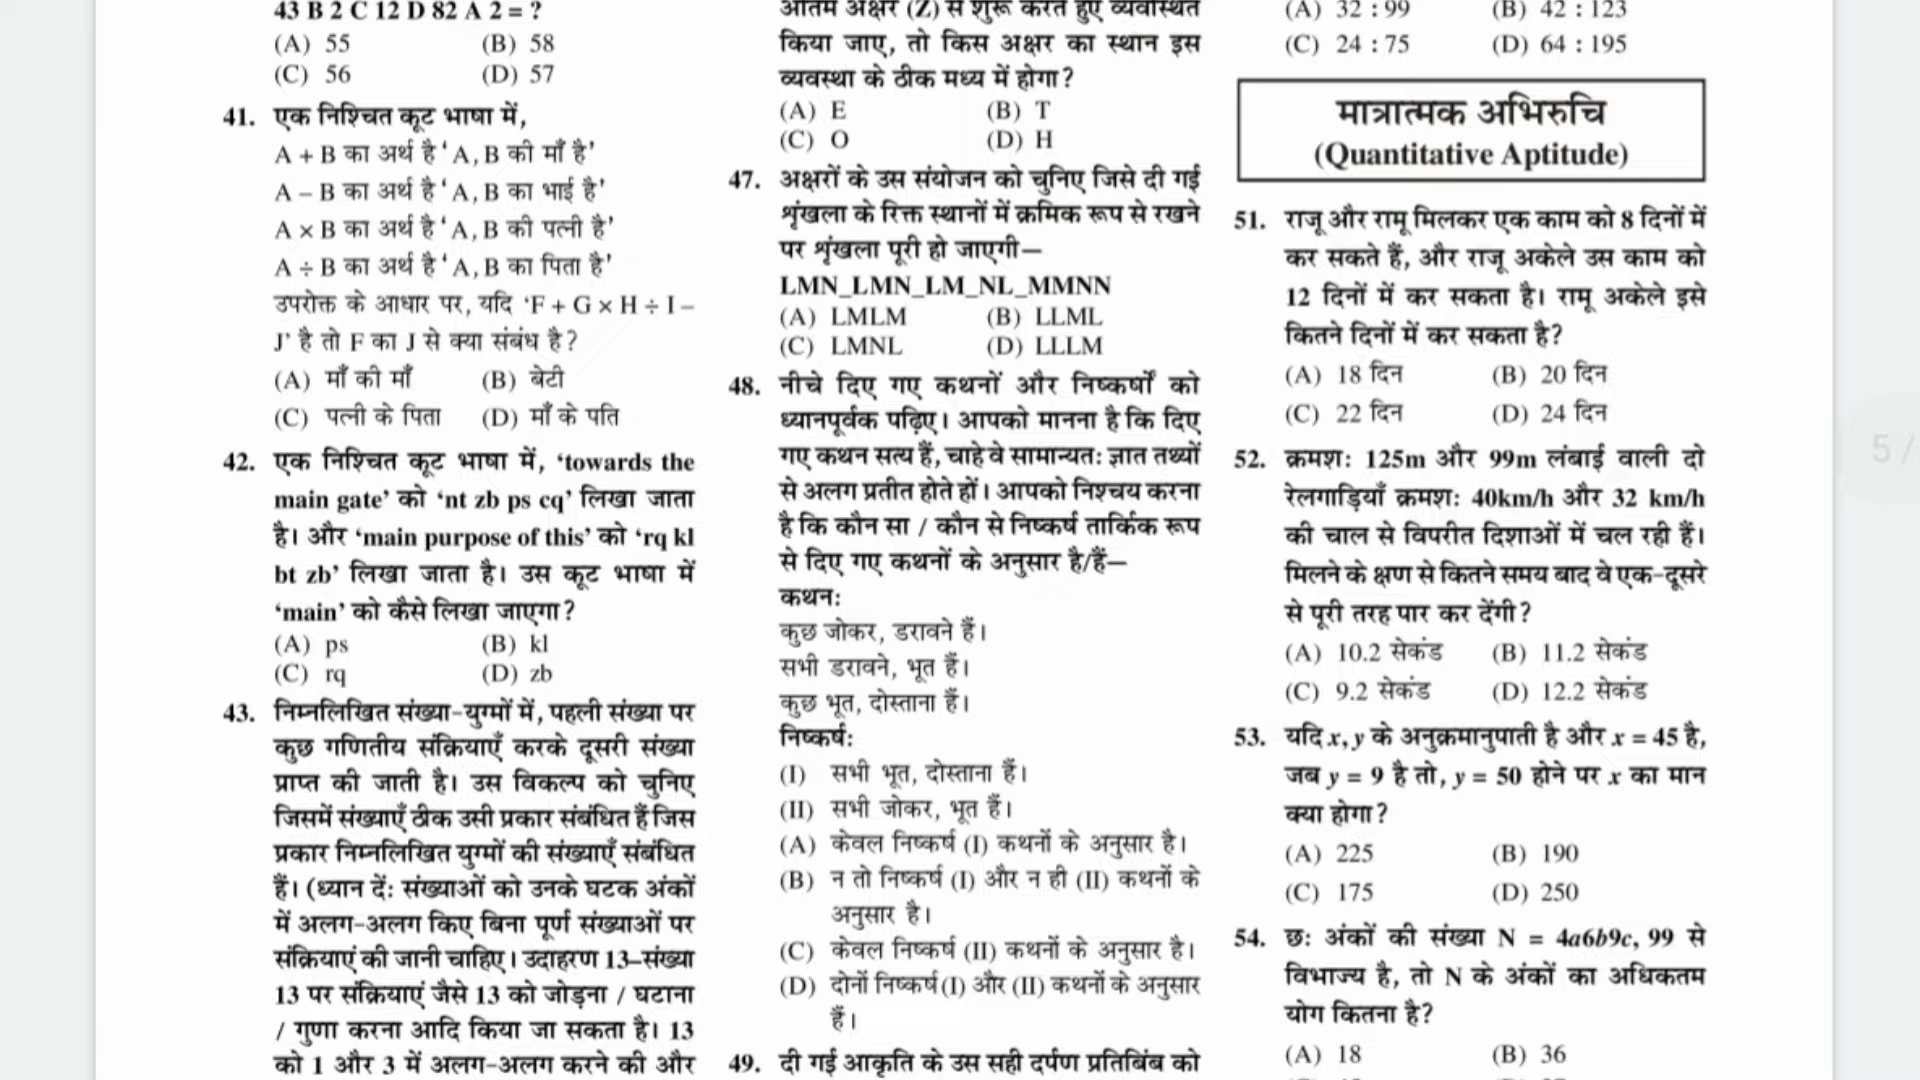 43 B 2 C 12 D 82 A 2 = ?
(A) 55 (B) 58
(C) 56 (D) 57
41. एक निश्चित कूट भाषा में,
A + B का अर्थ है ‘A, B की माँ है’
A – B का अर्थ है ‘A, B का भाई है’
A × B का अर्थ है ‘A, B की पत्नी है’
A ÷ B का अर्थ है ‘A, B का पिता है’
उपरोक्त के आधार पर, यदि ‘F + G × H ÷ I –
J’ है तो F का J से क्या संबंध है?
(A) माँ की माँ (B) बेटी
(C) पत्नी के पिता (D) माँ के पति
42. एक निश्चित कूट भाषा में, ‘towards the
main gate’ को ‘nt zb ps cq’ लिखा जाता
है। और ‘main purpose of this’ को ‘rq kl
bt zb’ लिखा जाता है। उस कूट भाषा में
‘main’ को कैसे लिखा जाएगा?
(A) ps (B) kl
(C) rq (D) zb
43. निम्नलिखित संख्या-युग्मों में, पहली संख्या पर
कुछ गणितीय संक्रियाएँ करके दूसरी संख्या
प्राप्त की जाती है। उस विकल्प को चुनिए
जिसमें संख्याएँ ठीक उसी प्रकार संबंधित हैं जिस
प्रकार निम्नलिखित युग्मों की संख्याएँ संबंधित
हैं। (ध्यान दें: संख्याओं को उनके घटक अंकों
में अलग-अलग किए बिना पूर्ण संख्याओं पर
संक्रियाएं की जानी चाहिए। उदाहरण 13–संख्या
13 पर संक्रियाएं जैसे 13 को जोड़ना / घटाना
/ गुणा करना आदि किया जा सकता है। 13
को 1 और 3 में अलग-अलग करने की और
अंतिम अक्षर (Z) से शुरू करते हुए व्यवस्थित
किया जाए, तो किस अक्षर का स्थान इस
व्यवस्था के ठीक मध्य में होगा?
(A) E (B) T
(C) O (D) H
47. अक्षरों के उस संयोजन को चुनिए जिसे दी गई
शृंखला के रिक्त स्थानों में क्रमिक रूप से रखने
पर शृंखला पूरी हो जाएगी—
LMN_LMN_LM_NL_MMNN
(A) LMLM (B) LLML
(C) LMNL (D) LLLM
48. नीचे दिए गए कथनों और निष्कर्षों को
ध्यानपूर्वक पढ़िए। आपको मानना है कि दिए
गए कथन सत्य हैं, चाहे वे सामान्यत: ज्ञात तथ्यों
से अलग प्रतीत होते हों। आपको निश्चय करना
है कि कौन सा / कौन से निष्कर्ष तार्किक रूप
से दिए गए कथनों के अनुसार है/हैं—
कथन:
कुछ जोकर, डरावने हैं।
सभी डरावने, भूत हैं।
कुछ भूत, दोस्ताना हैं।
निष्कर्ष:
(I) सभी भूत, दोस्ताना हैं।
(II) सभी जोकर, भूत हैं।
(A) केवल निष्कर्ष (I) कथनों के अनुसार है।
(B) न तो निष्कर्ष (I) और न ही (II) कथनों के
अनुसार है।
(C) केवल निष्कर्ष (II) कथनों के अनुसार है।
(D) दोनों निष्कर्ष (I) और (II) कथनों के अनुसार
हैं।
49. दी गई आकृति के उस सही दर्पण प्रतिबिंब को
(A) 32 : 99 (B) 42 : 123
(C) 24 : 75 (D) 64 : 195
मात्रात्मक अभिरुचि
(Quantitative Aptitude)
51. राजू और रामू मिलकर एक काम को 8 दिनों में
कर सकते हैं, और राजू अकेले उस काम को
12 दिनों में कर सकता है। रामू अकेले इसे
कितने दिनों में कर सकता है?
(A) 18 दिन (B) 20 दिन
(C) 22 दिन (D) 24 दिन
52. क्रमश: 125m और 99m लंबाई वाली दो
रेलगाड़ियाँ क्रमश: 40km/h और 32 km/h
की चाल से विपरीत दिशाओं में चल रही हैं।
मिलने के क्षण से कितने समय बाद वे एक-दूसरे
से पूरी तरह पार कर देंगी?
(A) 10.2 सेकंड (B) 11.2 सेकंड
(C) 9.2 सेकंड (D) 12.2 सेकंड
53. यदि x, y के अनुक्रमानुपाती है और x = 45 है,
जब y = 9 है तो, y = 50 होने पर x का मान
क्या होगा?
(A) 225 (B) 190
(C) 175 (D) 250
54. छ: अंकों की संख्या N = 4a6b9c, 99 से
विभाज्य है, तो N के अंकों का अधिकतम
योग कितना है?
(A) 18 (B) 36
5 /